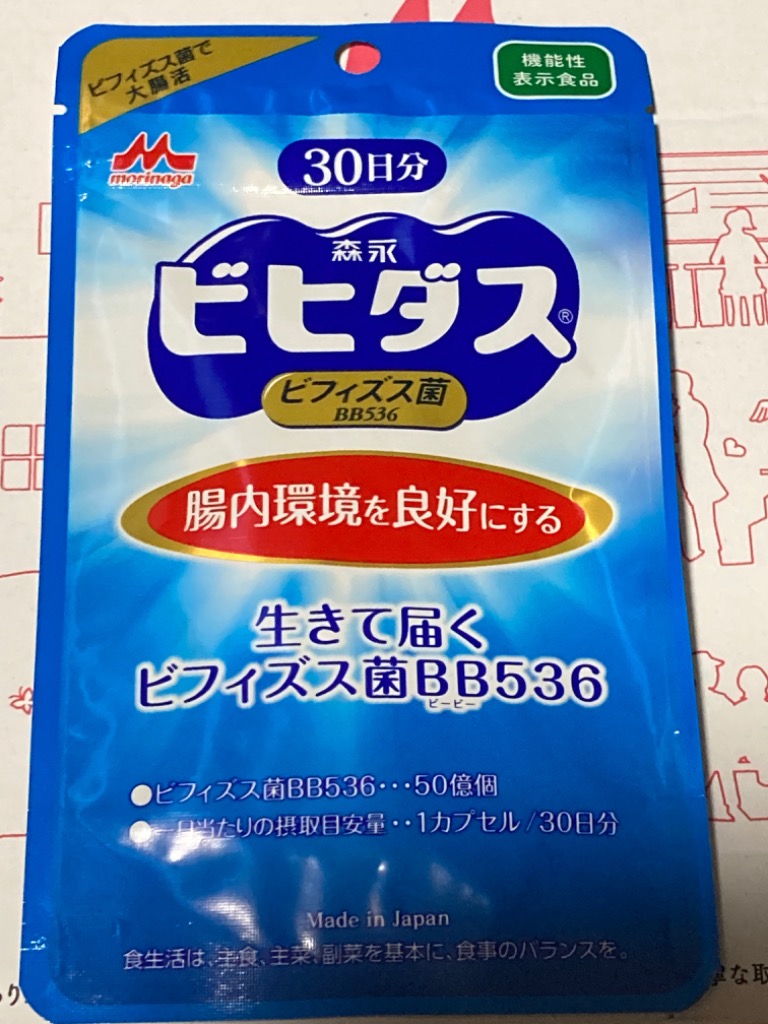 ビフィズス菌で
大腸活
機能性
表示食品
morinaga
30日分
森永
ビヒダス®
ビフィズス菌
BB536
腸内環境を良好にする
生きて届く
ビフィズス菌BB536
ビービー
●ビフィズス菌BB536・・・50億個
●一日当たりの摂取目安量・・1カプセル/30日分
Made in Japan
食生活は、主食、主菜、副菜を基本に、食事のバランスを。
な取